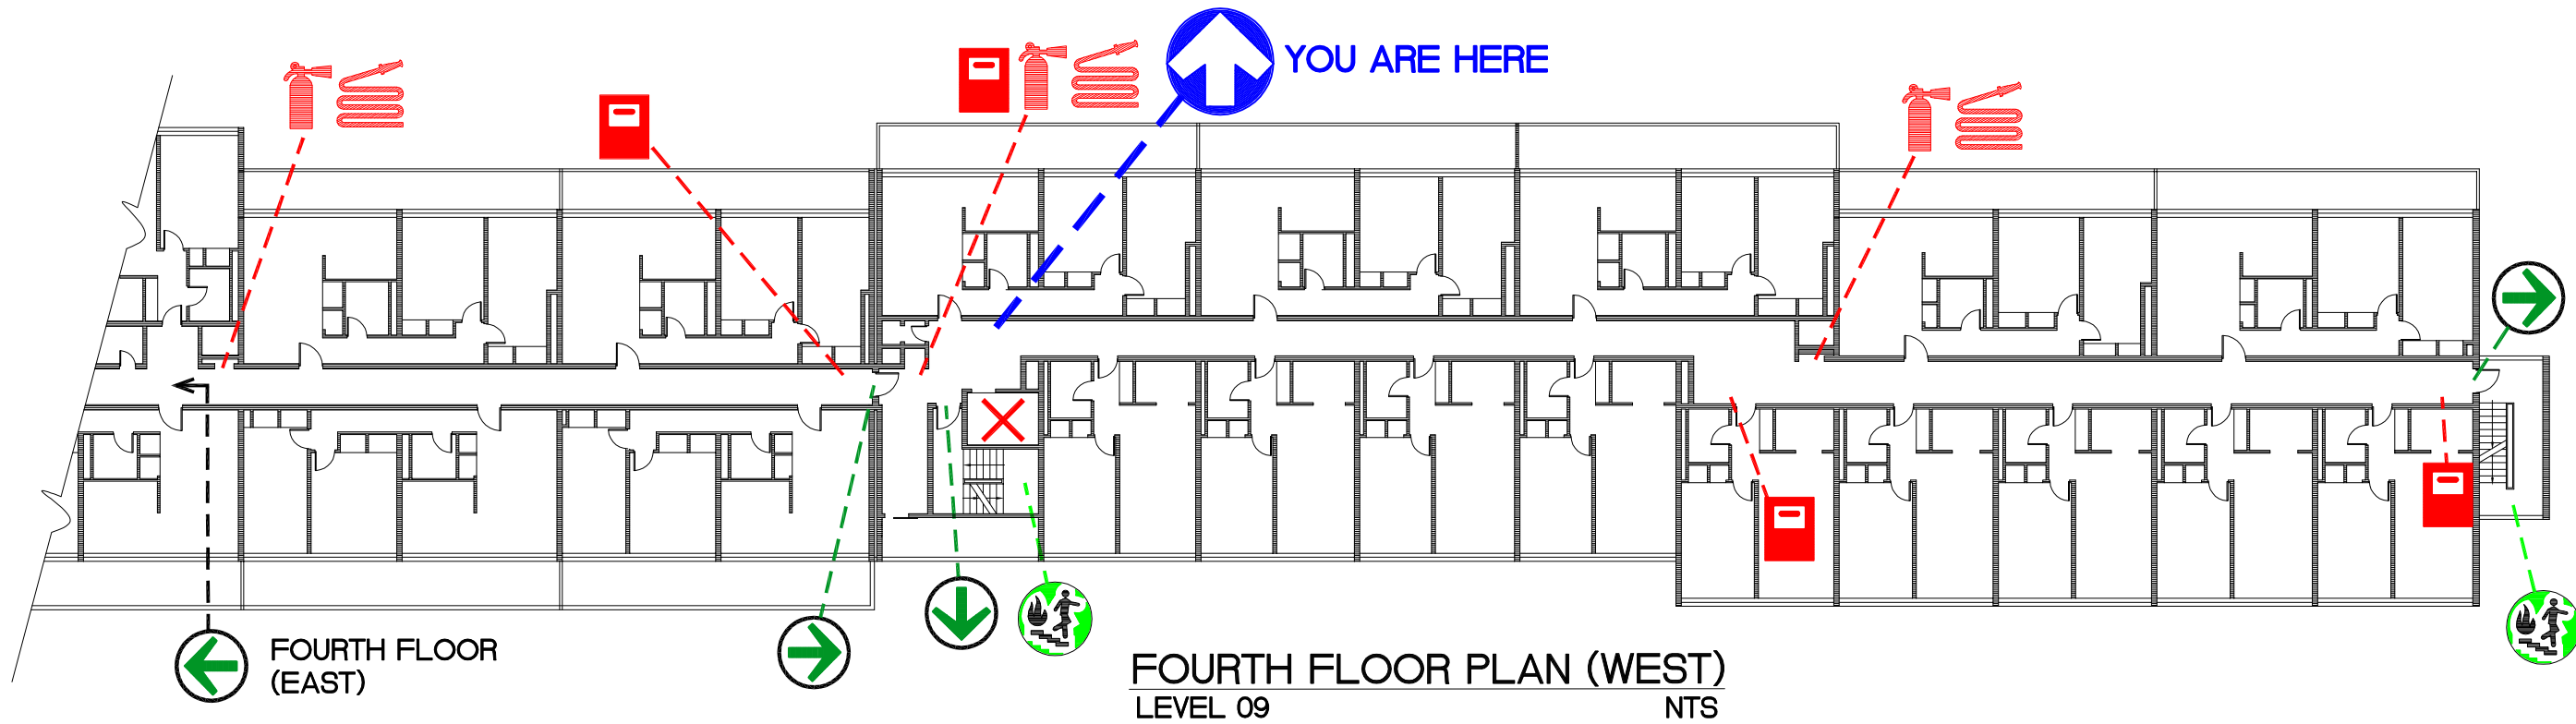 YOU ARE HERE
FOURTH FLOOR
(EAST)
FOURTH FLOOR PLAN (WEST)
LEVEL 09 NTS